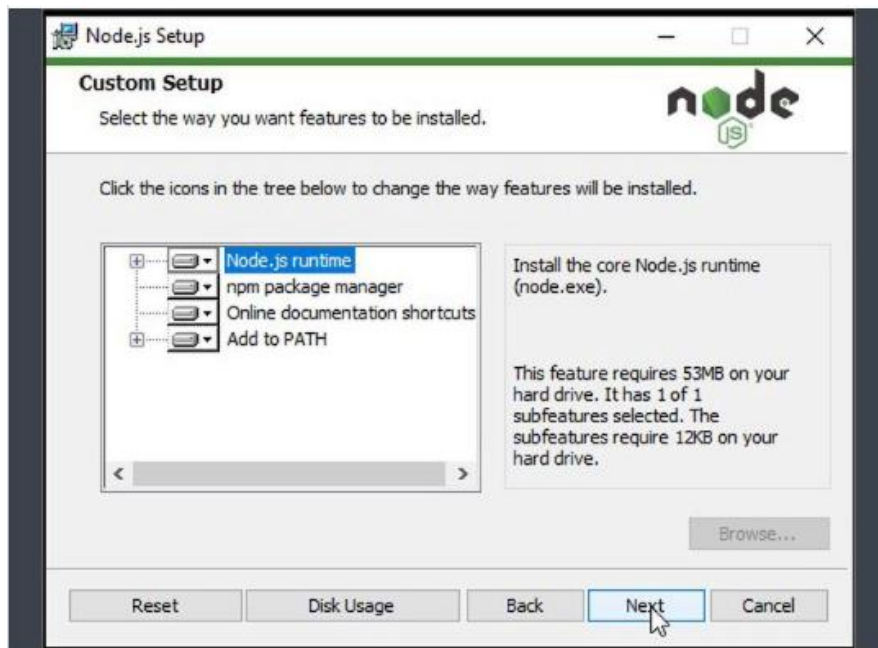 Node.js Setup
Custom Setup
Select the way you want features to be installed.
node
JS
Click the icons in the tree below to change the way features will be installed.
Node.js runtime
npm package manager
Online documentation shortcuts
Add to PATH
Install the core Node.js runtime
(node.exe).
This feature requires 53MB on your
hard drive. It has 1 of 1
subfeatures selected. The
subfeatures require 12KB on your
hard drive.
Browse...
Reset
Disk Usage
Back
Next
Cancel